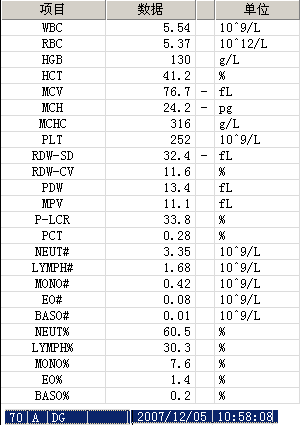 项目 数据 单位
WBC 5.54 10^9/L
RBC 5.37 10^12/L
HGB 130 g/L
HCT 41.2 %
MCV 76.7 - fL
MCH 24.2 - pg
MCHC 316 g/L
PLT 252 10^9/L
RDW-SD 32.4 - fL
RDW-CV 11.6 %
PDW 13.4 fL
MPV 11.1 fL
P-LCR 33.8 %
PCT 0.28 %
NEUT# 3.35 10^9/L
LYMPH# 1.68 10^9/L
MONO# 0.42 10^9/L
EO# 0.08 10^9/L
BASO# 0.01 10^9/L
NEUT% 60.5 %
LYMPH% 30.3 %
MONO% 7.6 %
EO% 1.4 %
BASO% 0.2 %
70 A DG 2007/12/05 10:58:08